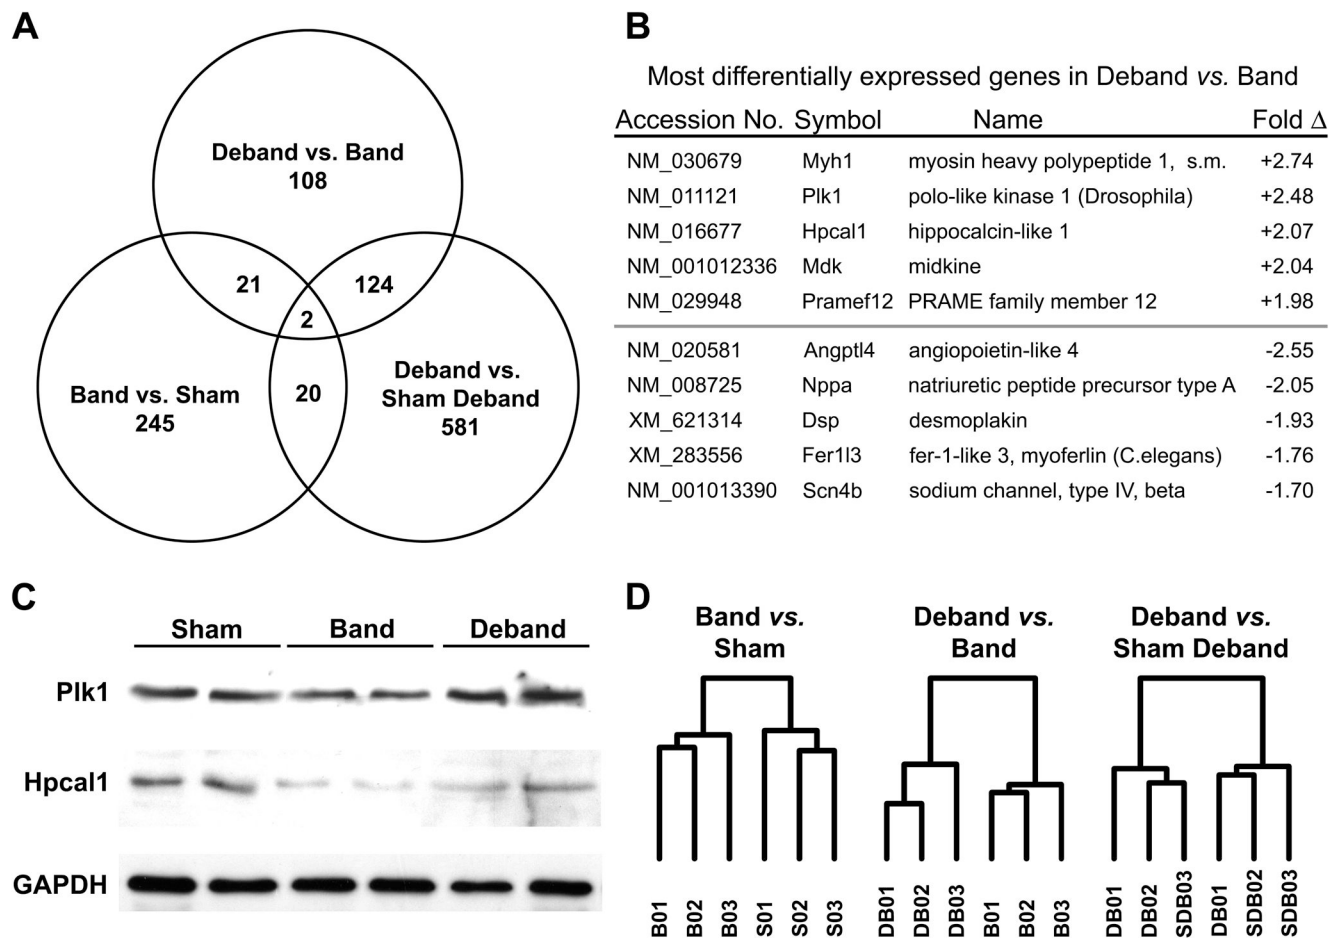 A
Deband vs. Band
108
21
124
2
Band vs. Sham
245
20
Deband vs.
Sham Deband
581
B
Most differentially expressed genes in Deband vs. Band
Accession No. Symbol Name Fold Δ
NM_030679 Myh1 myosin heavy polypeptide 1, s.m. +2.74
NM_011121 Plk1 polo-like kinase 1 (Drosophila) +2.48
NM_016677 Hpcal1 hippocalcin-like 1 +2.07
NM_001012336 Mdk midkine +2.04
NM_029948 Pramef12 PRAME family member 12 +1.98
NM_020581 Angptl4 angiopoietin-like 4 -2.55
NM_008725 Nppa natriuretic peptide precursor type A -2.05
XM_621314 Dsp desmoplakin -1.93
XM_283556 Fer1l3 fer-1-like 3, myoferlin (C.elegans) -1.76
NM_001013390 Scn4b sodium channel, type IV, beta -1.70
C
Sham Band Deband
Plk1
Hpcal1
GAPDH
D
Band vs.
Sham
Deband vs.
Band
Deband vs.
Sham Deband
B01 B02 B03 S01 S02 S03
DB01 DB02 DB03 B01 B02 B03
DB01 DB02 SDB03 DB01 SDB02 SDB03